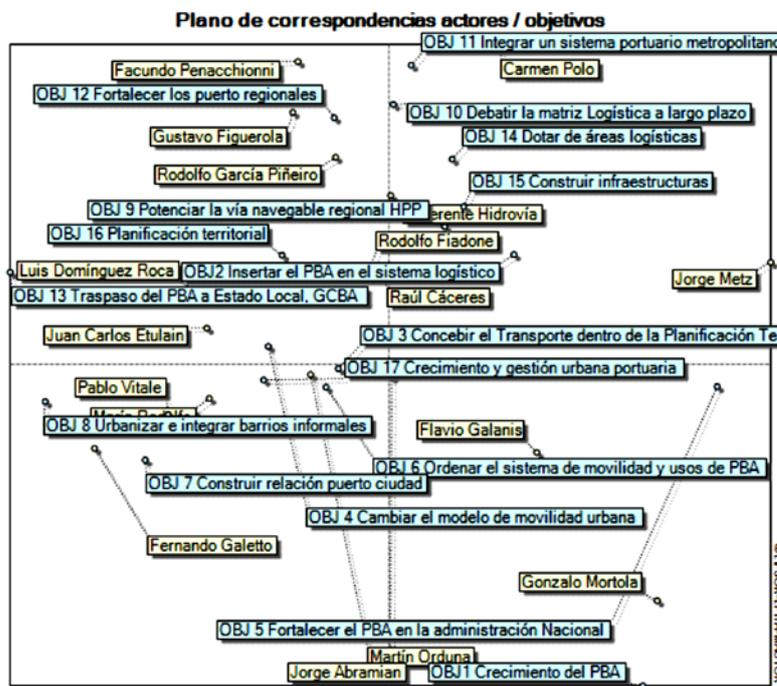 Plano de correspondencias actores / objetivos
OBJ 11 Integrar un sistema portuario metropolitano
Facundo Penacchionni
Carmen Polo
OBJ 12 Fortalecer los puerto regionales
OBJ 10 Debatir la matriz Logística a largo plazo
Gustavo Figuerola
OBJ 14 Dotar de áreas logísticas
Rodolfo García Piñeiro
OBJ 15 Construir infraestructuras
OBJ 9 Potenciar la vía navegable regional HPP
erente Hidrovía
OBJ 16 Planificación territorial
Rodolfo Fiadone
Luis Domínguez Roca
OBJ2 Insertar el PBA en el sistema logístico
Jorge Metz
OBJ 13 Traspaso del PBA a Estado Local, GCBA
Raúl Cáceres
Juan Carlos Etulain
OBJ 3 Concebir el Transporte dentro de la Planificación Te
OBJ 17 Crecimiento y gestión urbana portuaria
Pablo Vitale
OBJ 8 Urbanizar e integrar barrios informales
Flavio Galanis
OBJ 6 Ordenar el sistema de movilidad y usos de PBA
OBJ 7 Construir relación puerto ciudad
OBJ 4 Cambiar el modelo de movilidad urbana
Fernando Galetto
Gonzalo Mortola
OBJ 5 Fortalecer el PBA en la administración Nacional
Martín Orduna
Jorge Abramian
OBJ1 Crecimiento del PBA